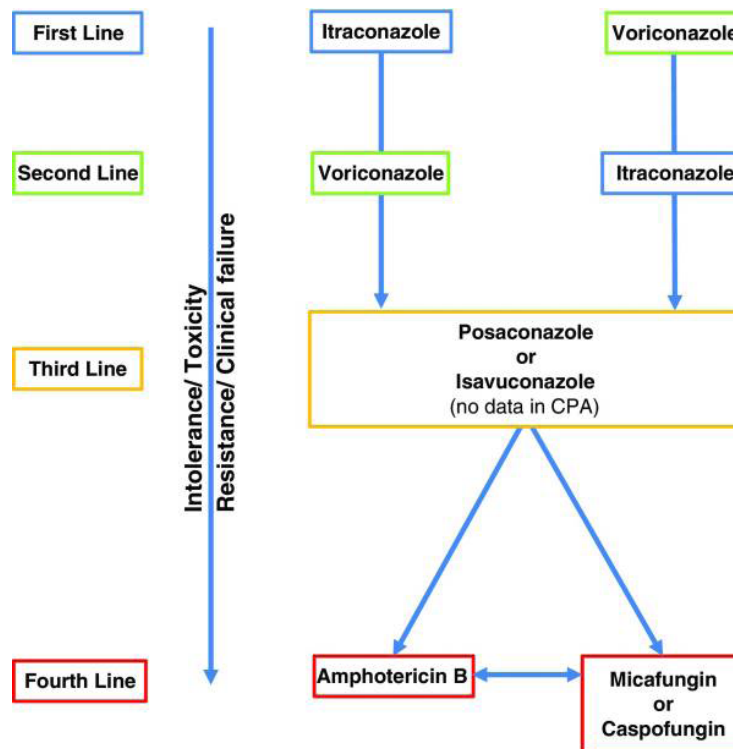 First Line
Itraconazole
Voriconazole
Second Line
Voriconazole
Itraconazole
Intolerance/ Toxicity
Resistance/ Clinical failure
Third Line
Posaconazole
or
Isavuconazole
(no data in CPA)
Fourth Line
Amphotericin B
Micafungin
or
Caspofungin